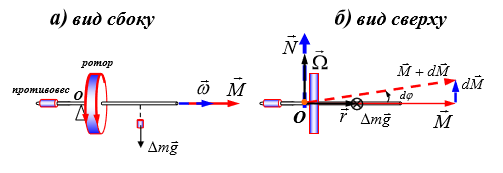 а) вид сбоку
б) вид сверху
ротор
противовес
O
ω⃗
M⃗
Δmg⃗
N⃗
Ω⃗
M⃗ + dM⃗
dM⃗
dφ
O
r⃗
Δmg⃗
M⃗